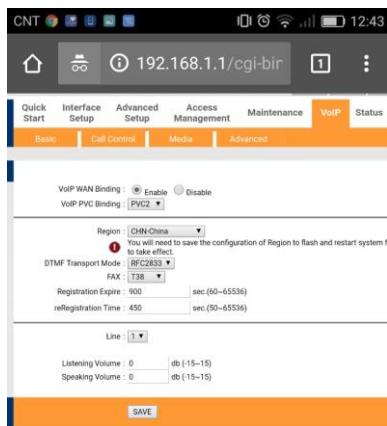 CNT 12:43
192.168.1.1/cgi-bin 1
Quick Start Interface Setup Advanced Setup Access Management Maintenance VoIP Status
Basic Call Control Media Advanced
VoIP WAN Binding : Enable Disable
VoIP PVC Binding : PVC2
Region : CHN-China
You will need to save the configuration of Region to flash and restart system f
to take effect.
DTMF Transport Mode : RFC2833
FAX : T38
Registration Expire : 900 sec.(60~65536)
reRegistration Time : 450 sec.(50~65536)
Line : 1
Listening Volume : 0 db (-15~15)
Speaking Volume : 0 db (-15~15)
SAVE